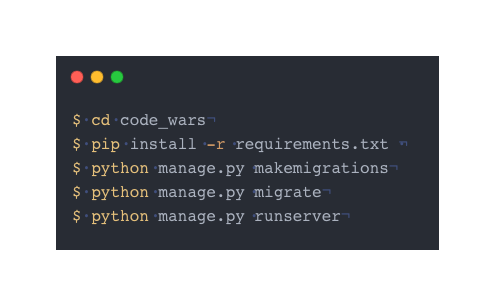 $ cd code_wars
$ pip install -r requirements.txt
$ python manage.py makemigrations
$ python manage.py migrate
$ python manage.py runserver